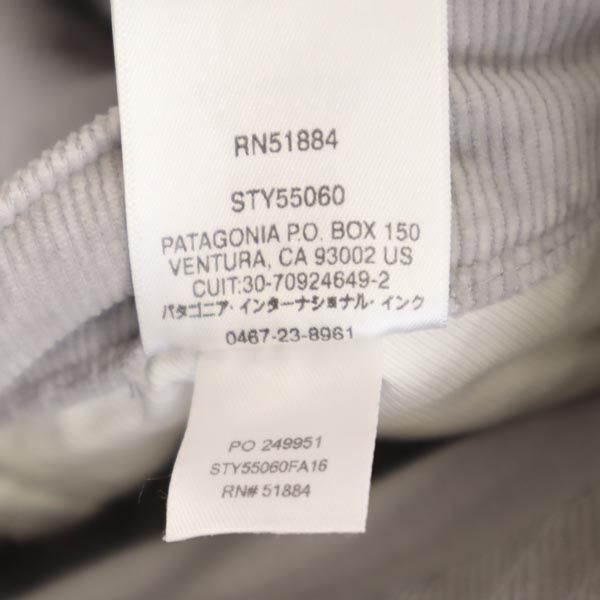 RN51884
STY55060
PATAGONIA P.O. BOX 150
VENTURA, CA 93002 US
CUIT:30-70924649-2
パタゴニア・インターナショナル・インク
0467-23-8961
PO 249951
STY55060FA16
RN# 51884